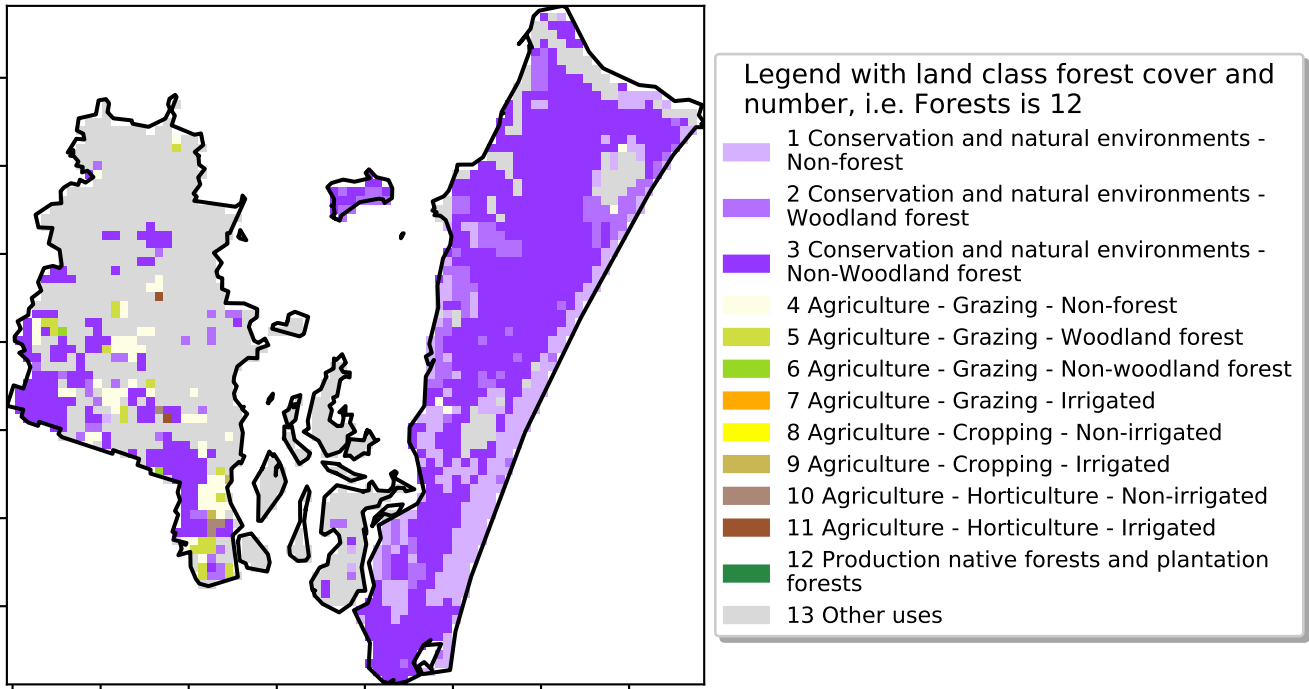 Legend with land class forest cover and
number, i.e. Forests is 12
1 Conservation and natural environments -
Non-forest
2 Conservation and natural environments -
Woodland forest
3 Conservation and natural environments -
Non-Woodland forest
4 Agriculture - Grazing - Non-forest
5 Agriculture - Grazing - Woodland forest
6 Agriculture - Grazing - Non-woodland forest
7 Agriculture - Grazing - Irrigated
8 Agriculture - Cropping - Non-irrigated
9 Agriculture - Cropping - Irrigated
10 Agriculture - Horticulture - Non-irrigated
11 Agriculture - Horticulture - Irrigated
12 Production native forests and plantation
forests
13 Other uses